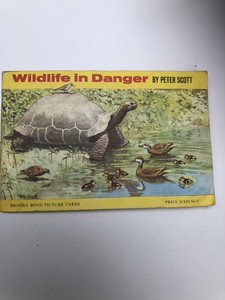 Wildlife in Danger BY PETER SCOTT
BROOKE BOND PICTURE CARDS PRICE SIXPENCE